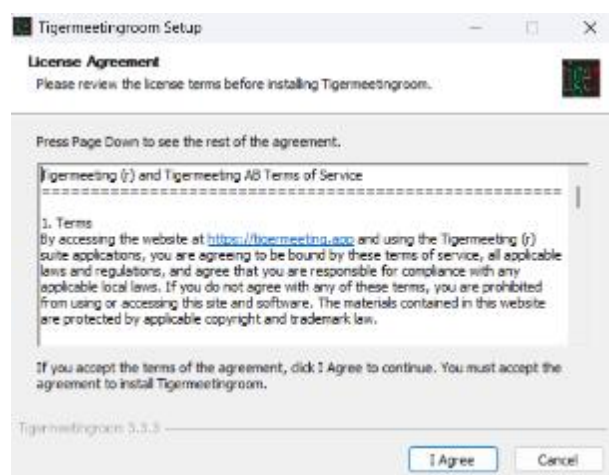 Tigermeetingroom Setup
License Agreement
Please review the license terms before installing Tigermeetingroom.
Press Page Down to see the rest of the agreement.
Tigermeeting (r) and Tigermeeting AB Terms of Service
==========================================================
1. Terms
By accessing the website at https://tigermeeting.app and using the Tigermeeting (r)
suite applications, you are agreeing to be bound by these terms of service, all applicable
laws and regulations, and agree that you are responsible for compliance with any
applicable local laws. If you do not agree with any of these terms, you are prohibited
from using or accessing this site and software. The materials contained in this website
are protected by applicable copyright and trademark law.
If you accept the terms of the agreement, click I Agree to continue. You must accept the
agreement to install Tigermeetingroom.
Tigermeetingroom 3.3.3
I Agree
Cancel